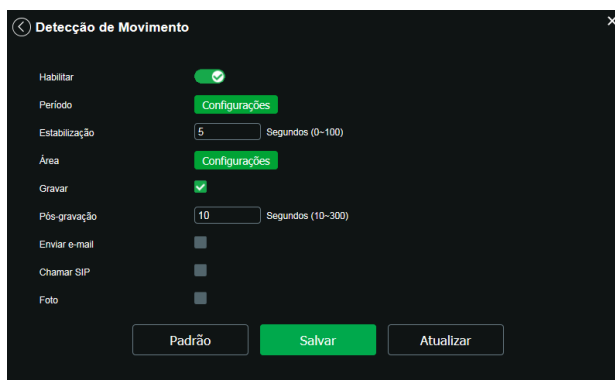 Detecção de Movimento
Habilitar
Período Configurações
Estabilização 5 Segundos (0~100)
Área Configurações
Gravar
Pós-gravação 10 Segundos (10~300)
Enviar e-mail
Chamar SIP
Foto
Padrão Salvar Atualizar